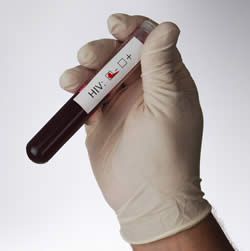 HIV: ☑- ☐+